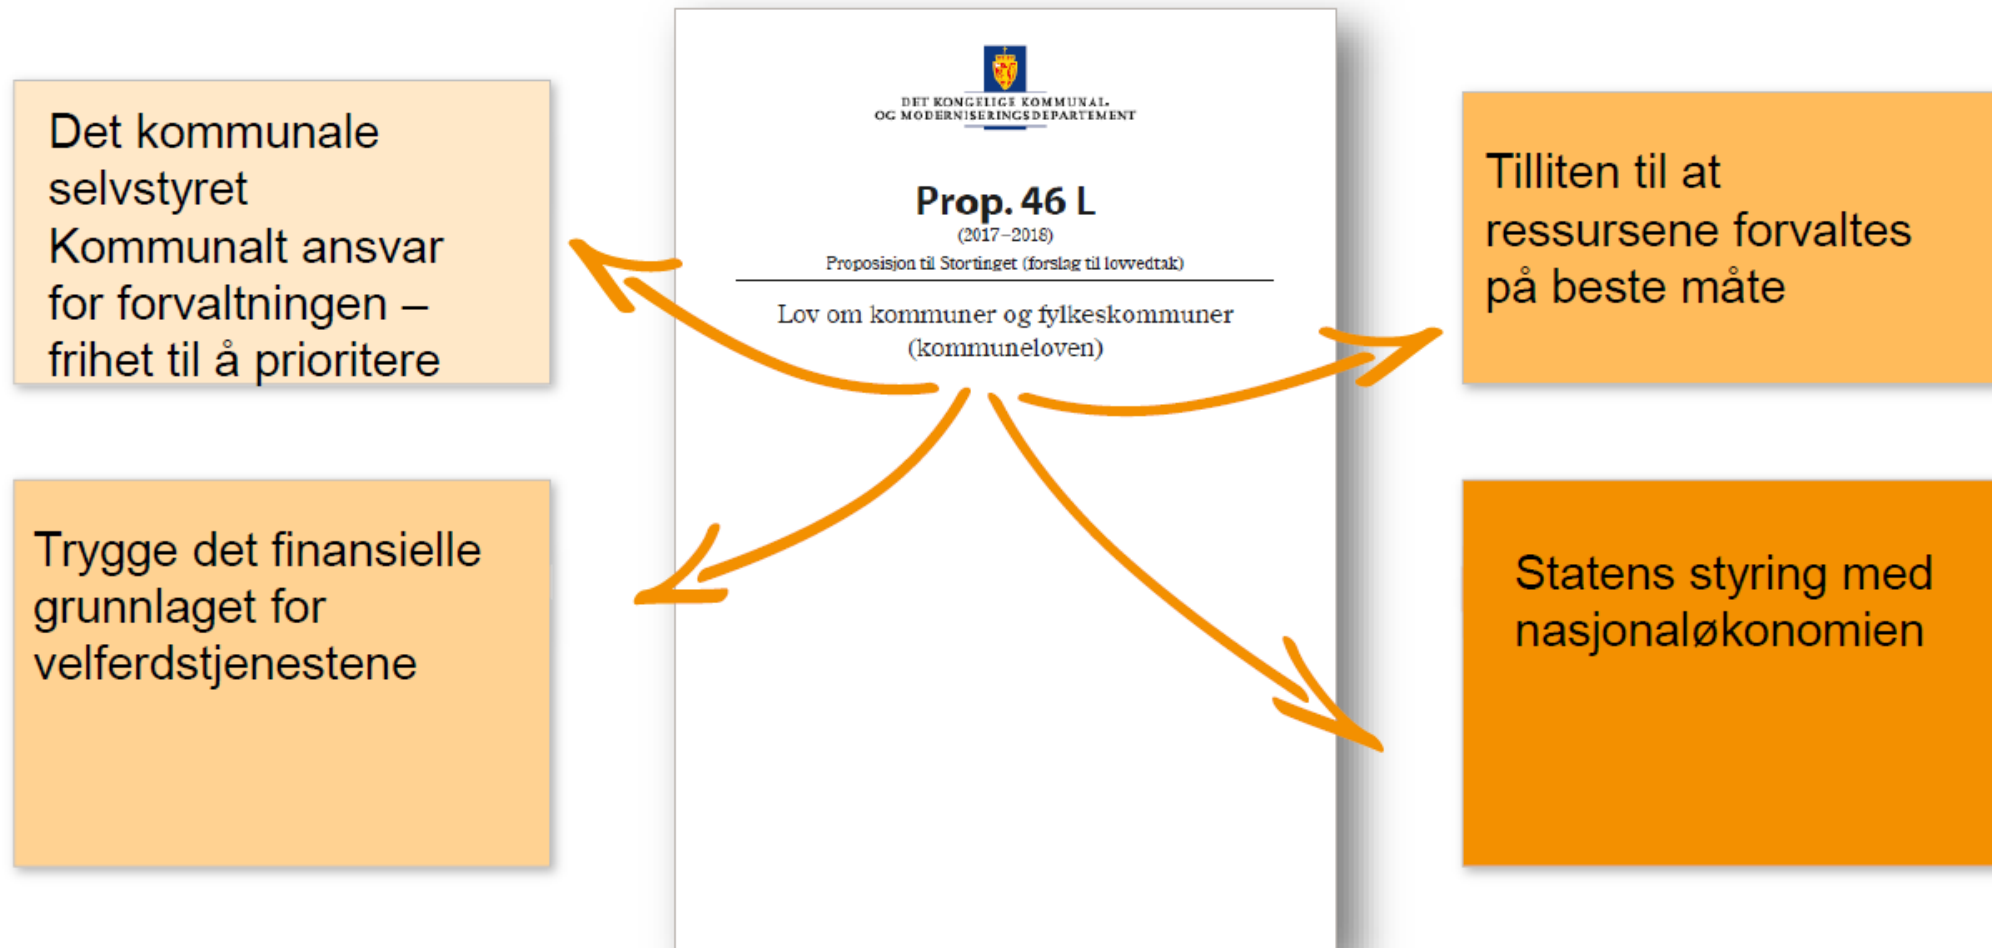 Det kommunale
selvstyret
Kommunalt ansvar
for forvaltningen –
frihet til å prioritere
Trygge det finansielle
grunnlaget for
velferdstjenestene
DET KONGELIGE KOMMUNAL-
OG MODERNISERINGSDEPARTEMENT
Prop. 46 L
(2017–2018)
Proposisjon til Stortinget (forslag til lovvedtak)
Lov om kommuner og fylkeskommuner
(kommuneloven)
Tilliten til at
ressursene forvaltes
på beste måte
Statens styring med
nasjonaløkonomien